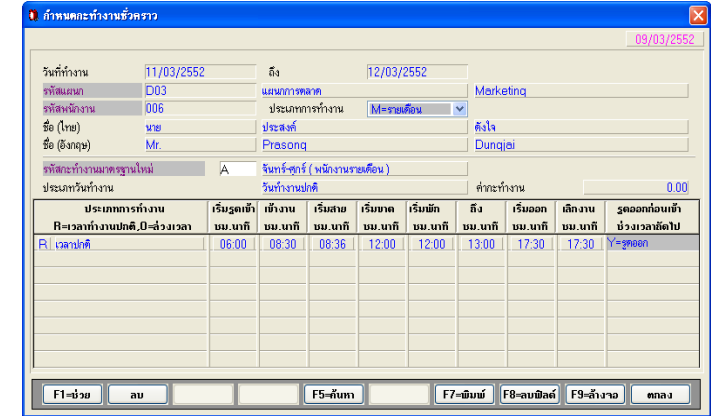 กำหนดกะทำงานชั่วคราว
09/03/2552
วันที่ทำงาน 11/03/2552 ถึง 12/03/2552
รหัสแผนก D03 แผนกการตลาด Marketing
รหัสพนักงาน 006 ประเภทการทำงาน M=รายเดือน
ชื่อ (ไทย) นาย ประสงค์ ดังใจ
ชื่อ (อังกฤษ) Mr. Prasong Dungjai
รหัสกะทำงานมาตรฐานใหม่ A จันทร์-ศุกร์ ( พนักงานรายเดือน )
ประเภทวันทำงาน วันทำงานปกติ ค่ากะทำงาน 0.00
ประเภทการทำงาน เริ่มรูดเข้า เข้างาน เริ่มสาย เริ่มขาด เริ่มพัก ถึง เริ่มออก เลิกงาน รูดออกก่อนเข้า
R=เวลาทำงานปกติ,O=ล่วงเวลา ชม.นาที ชม.นาที ชม.นาที ชม.นาที ชม.นาที ชม.นาที ชม.นาที ชม.นาที ช่วงเวลาถัดไป
R เวลาปกติ 06:00 08:30 08:36 12:00 12:00 13:00 17:30 17:30 Y=รูดออก
F1=ช่วย ลบ F5=ค้นหา F7=พิมพ์ F8=ลบฟิลด์ F9=ล้างจอ ตกลง